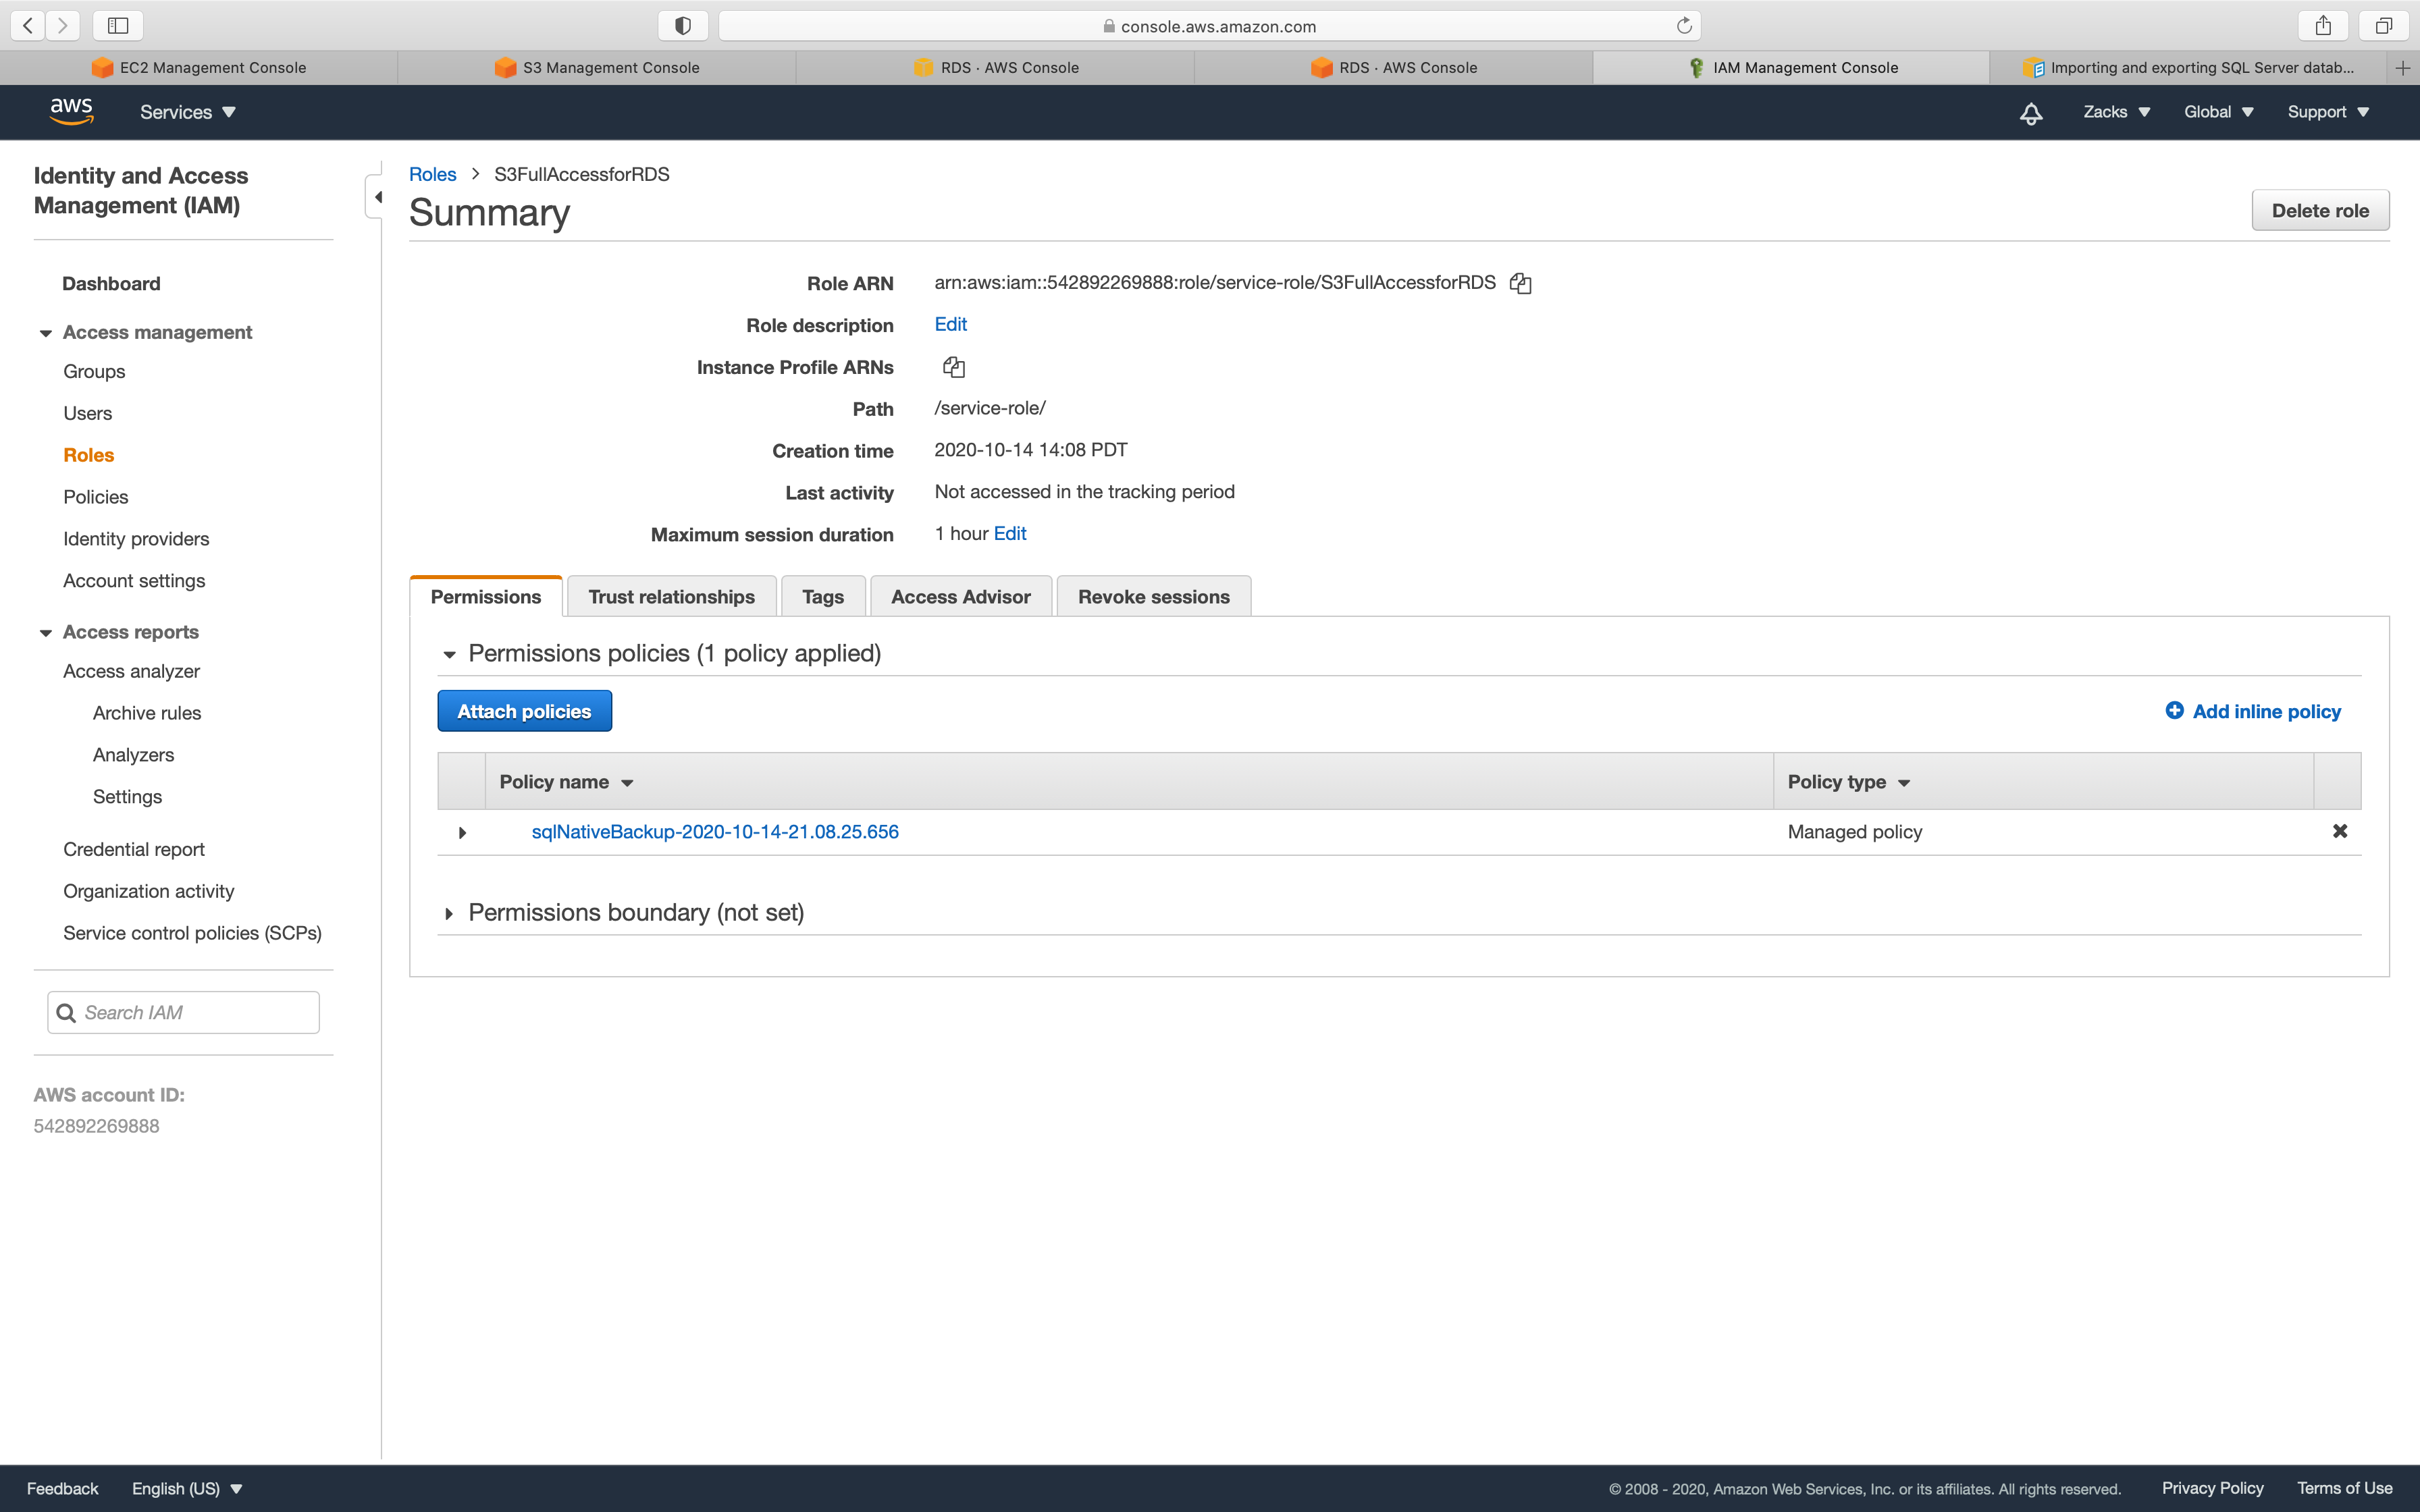 console.aws.amazon.com
EC2 Management Console
S3 Management Console
RDS · AWS Console
RDS · AWS Console
IAM Management Console
Importing and exporting SQL Server datab...
aws
Services
Zacks
Global
Support
Identity and Access
Management (IAM)
Dashboard
Access management
Groups
Users
Roles
Policies
Identity providers
Account settings
Access reports
Access analyzer
Archive rules
Analyzers
Settings
Credential report
Organization activity
Service control policies (SCPs)
Search IAM
AWS account ID:
542892269888
Roles > S3FullAccessforRDS
Summary
Delete role
Role ARN arn:aws:iam::542892269888:role/service-role/S3FullAccessforRDS
Role description Edit
Instance Profile ARNs
Path /service-role/
Creation time 2020-10-14 14:08 PDT
Last activity Not accessed in the tracking period
Maximum session duration 1 hour Edit
Permissions
Trust relationships
Tags
Access Advisor
Revoke sessions
Permissions policies (1 policy applied)
Attach policies
Add inline policy
Policy name
Policy type
sqlNativeBackup-2020-10-14-21.08.25.656
Managed policy
Permissions boundary (not set)
Feedback
English (US)
© 2008 - 2020, Amazon Web Services, Inc. or its affiliates. All rights reserved.
Privacy Policy
Terms of Use